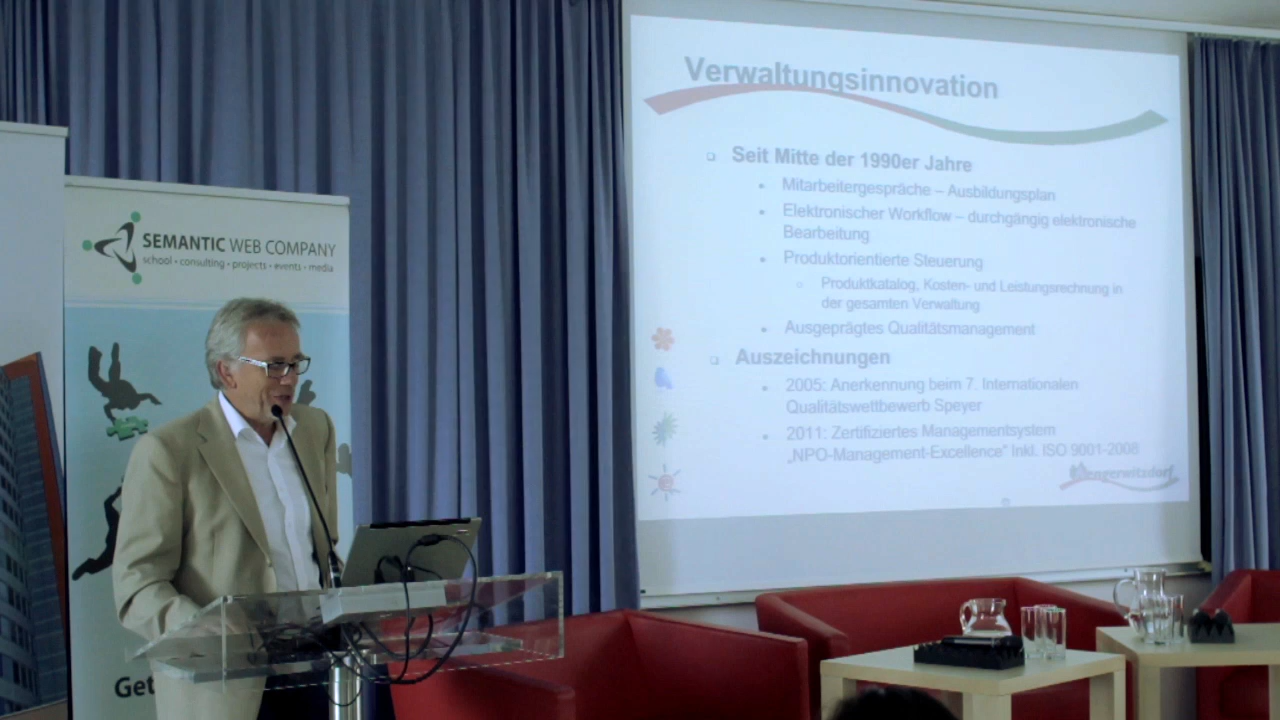 SEMANTIC WEB COMPANY
school • consulting • projects • events • media
Get
Verwaltungsinnovation
Seit Mitte der 1990er Jahre
Mitarbeitergespräche – Ausbildungsplan
Elektronischer Workflow – durchgängig elektronische
Bearbeitung
Produktorientierte Steuerung
Produktkatalog, Kosten- und Leistungsrechnung in
der gesamten Verwaltung
Ausgeprägtes Qualitätsmanagement
Auszeichnungen
2005: Anerkennung beim 7. Internationalen
Qualitätswettbewerb Speyer
2011: Zertifiziertes Managementsystem
„NPO-Management-Excellence“ Inkl. ISO 9001-2008
engerwitzdorf